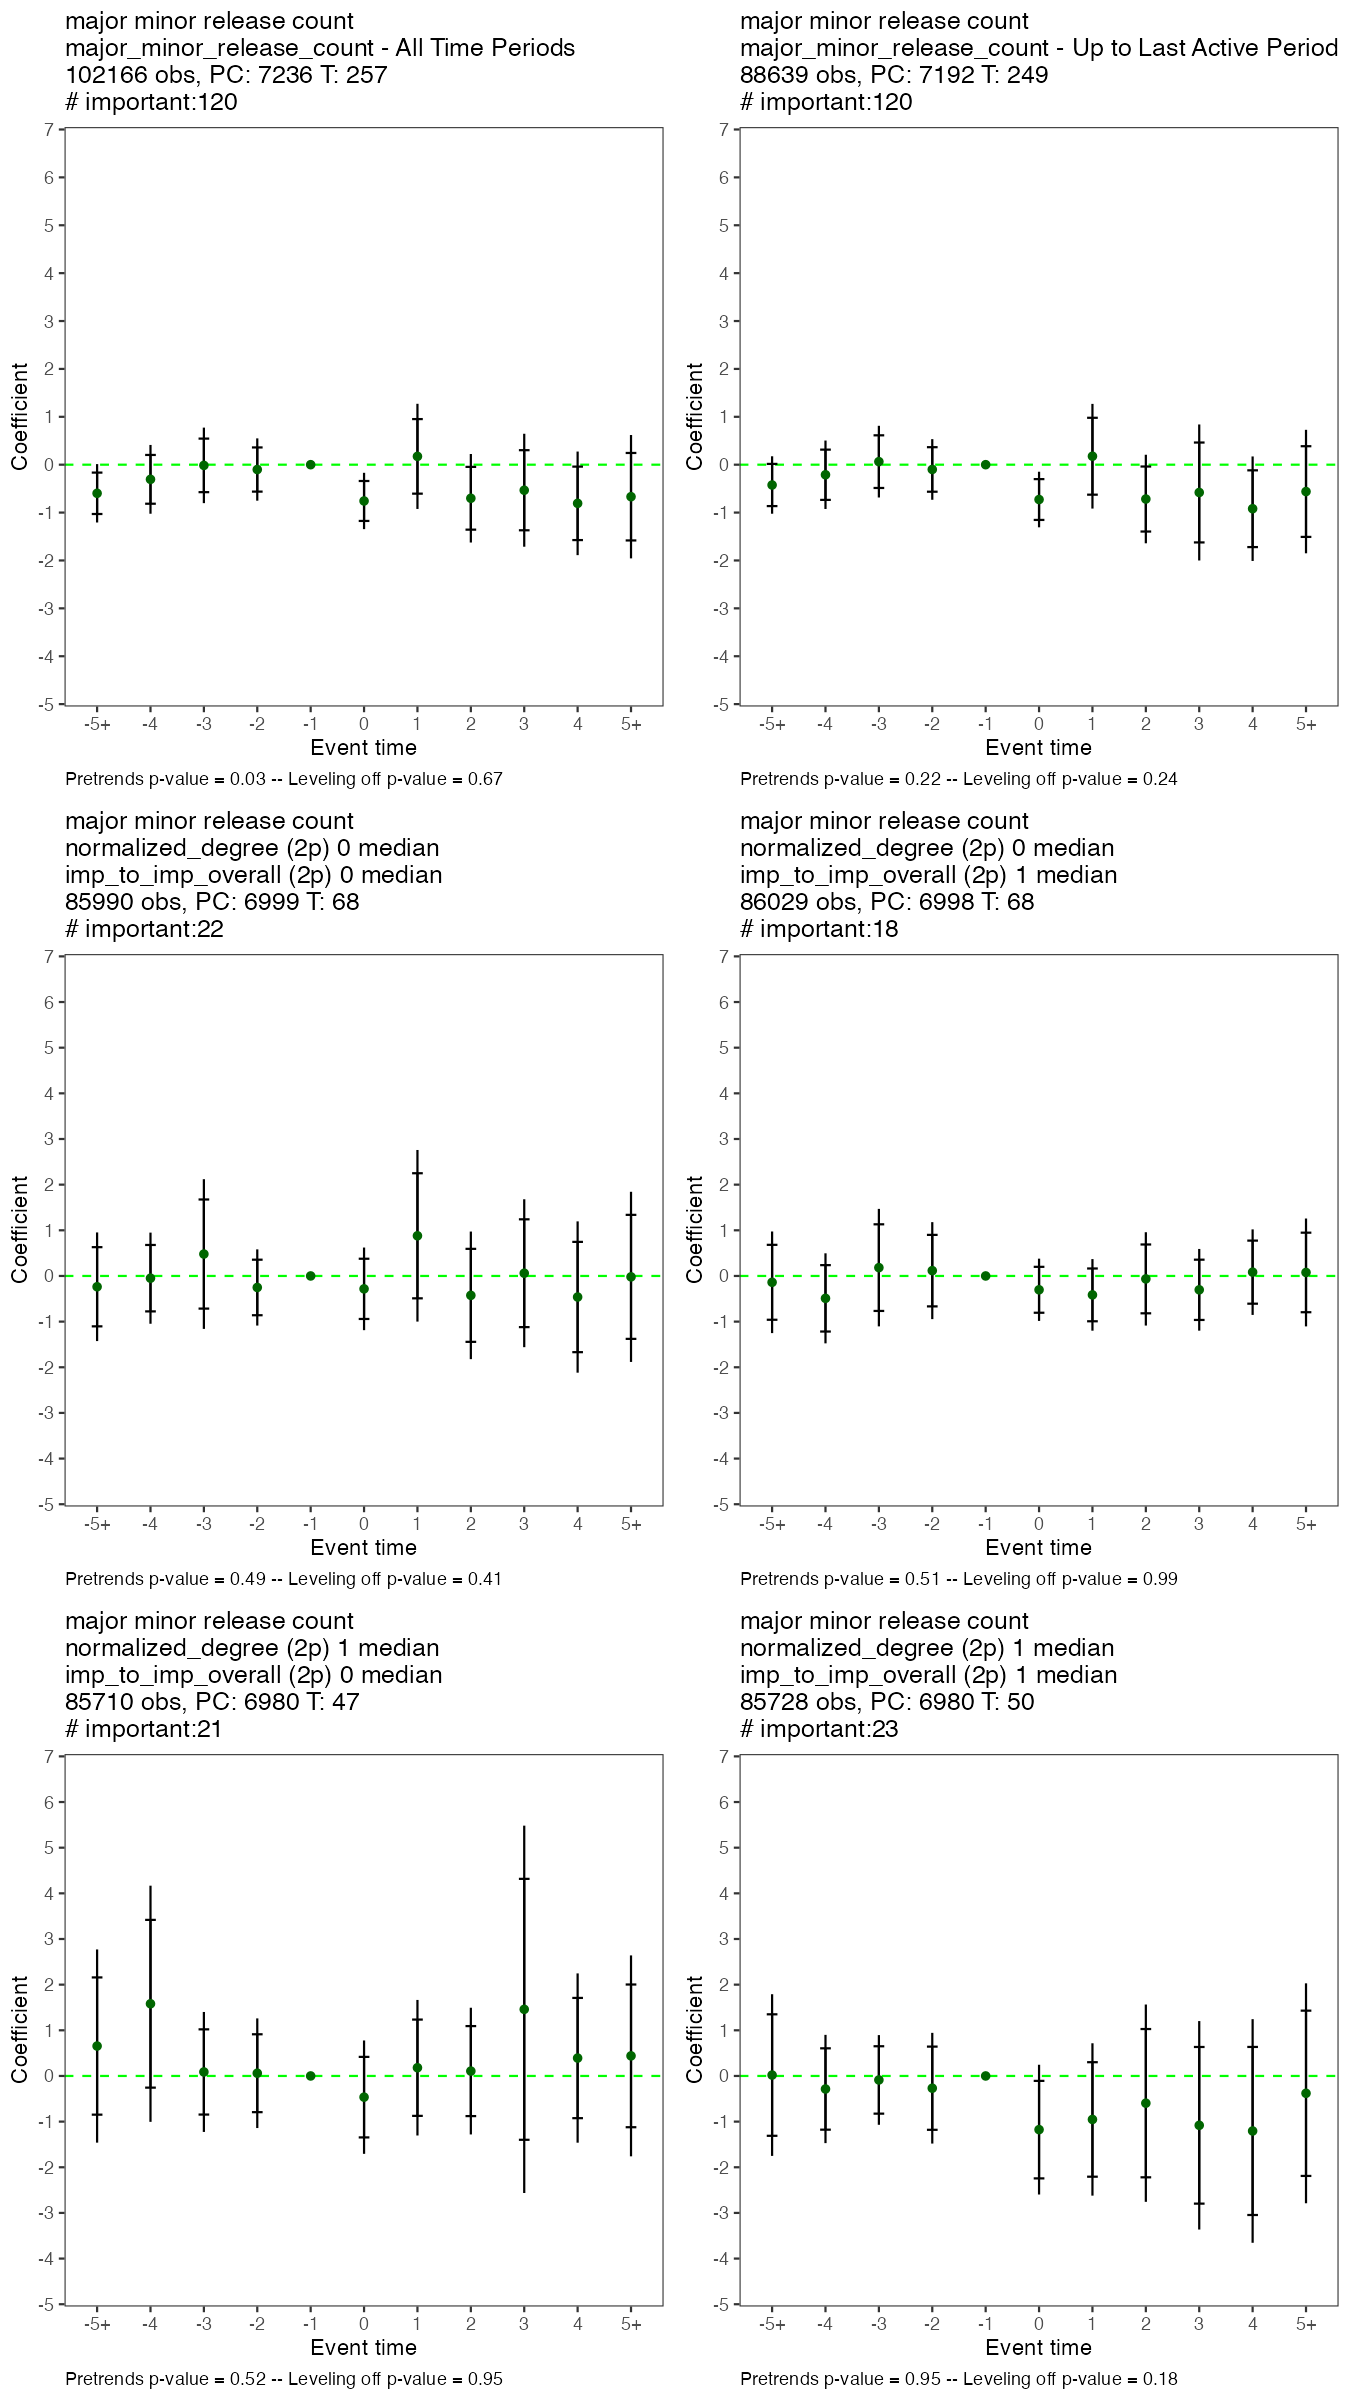 major minor release count
major_minor_release_count - All Time Periods
102166 obs, PC: 7236 T: 257
# important:120
7
6
5
4
3
2
1
0
-1
-2
-3
-4
-5
Coefficient
-5+ -4 -3 -2 -1 0 1 2 3 4 5+
Event time
Pretrends p-value = 0.03 -- Leveling off p-value = 0.67
major minor release count
major_minor_release_count - Up to Last Active Period
88639 obs, PC: 7192 T: 249
# important:120
7
6
5
4
3
2
1
0
-1
-2
-3
-4
-5
Coefficient
-5+ -4 -3 -2 -1 0 1 2 3 4 5+
Event time
Pretrends p-value = 0.22 -- Leveling off p-value = 0.24
major minor release count
normalized_degree (2p) 0 median
imp_to_imp_overall (2p) 0 median
85990 obs, PC: 6999 T: 68
# important:22
7
6
5
4
3
2
1
0
-1
-2
-3
-4
-5
Coefficient
-5+ -4 -3 -2 -1 0 1 2 3 4 5+
Event time
Pretrends p-value = 0.49 -- Leveling off p-value = 0.41
major minor release count
normalized_degree (2p) 0 median
imp_to_imp_overall (2p) 1 median
86029 obs, PC: 6998 T: 68
# important:18
7
6
5
4
3
2
1
0
-1
-2
-3
-4
-5
Coefficient
-5+ -4 -3 -2 -1 0 1 2 3 4 5+
Event time
Pretrends p-value = 0.51 -- Leveling off p-value = 0.99
major minor release count
normalized_degree (2p) 1 median
imp_to_imp_overall (2p) 0 median
85710 obs, PC: 6980 T: 47
# important:21
7
6
5
4
3
2
1
0
-1
-2
-3
-4
-5
Coefficient
-5+ -4 -3 -2 -1 0 1 2 3 4 5+
Event time
Pretrends p-value = 0.52 -- Leveling off p-value = 0.95
major minor release count
normalized_degree (2p) 1 median
imp_to_imp_overall (2p) 1 median
85728 obs, PC: 6980 T: 50
# important:23
7
6
5
4
3
2
1
0
-1
-2
-3
-4
-5
Coefficient
-5+ -4 -3 -2 -1 0 1 2 3 4 5+
Event time
Pretrends p-value = 0.95 -- Leveling off p-value = 0.18